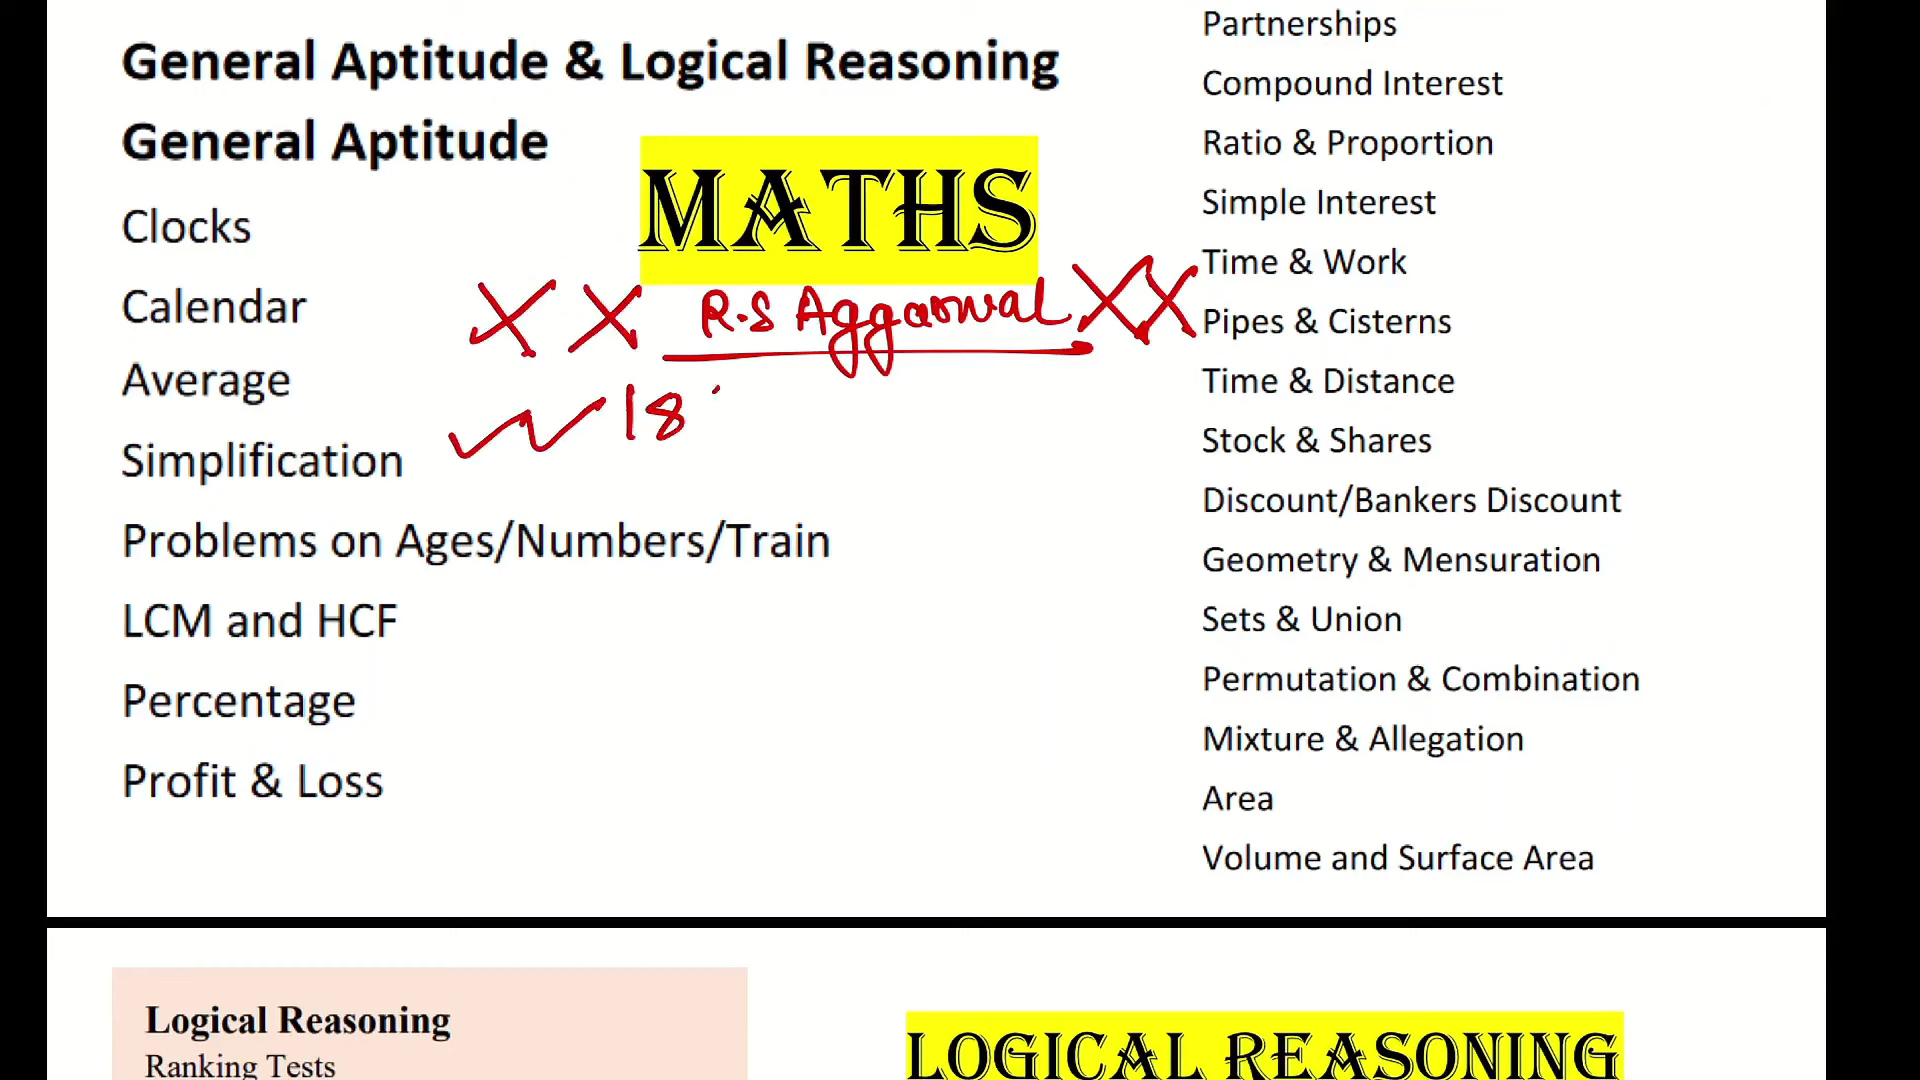 General Aptitude & Logical Reasoning
General Aptitude
MATHS
Clocks
Calendar
R.S Aggarwal
Average
18
Simplification
Problems on Ages/Numbers/Train
LCM and HCF
Percentage
Profit & Loss
Partnerships
Compound Interest
Ratio & Proportion
Simple Interest
Time & Work
Pipes & Cisterns
Time & Distance
Stock & Shares
Discount/Bankers Discount
Geometry & Mensuration
Sets & Union
Permutation & Combination
Mixture & Allegation
Area
Volume and Surface Area
Logical Reasoning
Ranking Tests
LOGICAL REASONING